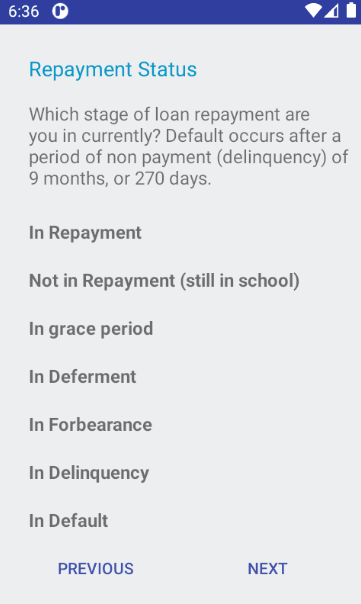 6:36
Repayment Status
Which stage of loan repayment are
you in currently? Default occurs after a
period of non payment (delinquency) of
9 months, or 270 days.
In Repayment
Not in Repayment (still in school)
In grace period
In Deferment
In Forbearance
In Delinquency
In Default
PREVIOUS NEXT